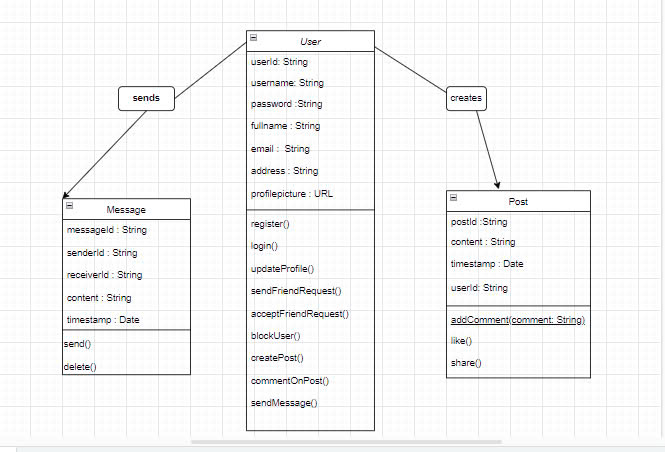 User
userId: String
username: String
password :String
fullname : String
email :  String
address : String
profilepicture : URL
register()
login()
updateProfile()
sendFriendRequest()
acceptFriendRequest()
blockUser()
createPost()
commentOnPost()
sendMessage()
sends
creates
Message
messageId : String
senderId : String
receiverId : String
content : String
timestamp : Date
send()
delete()
Post
postId :String
content : String
timestamp : Date
userId: String
addComment(comment: String)
like()
share()